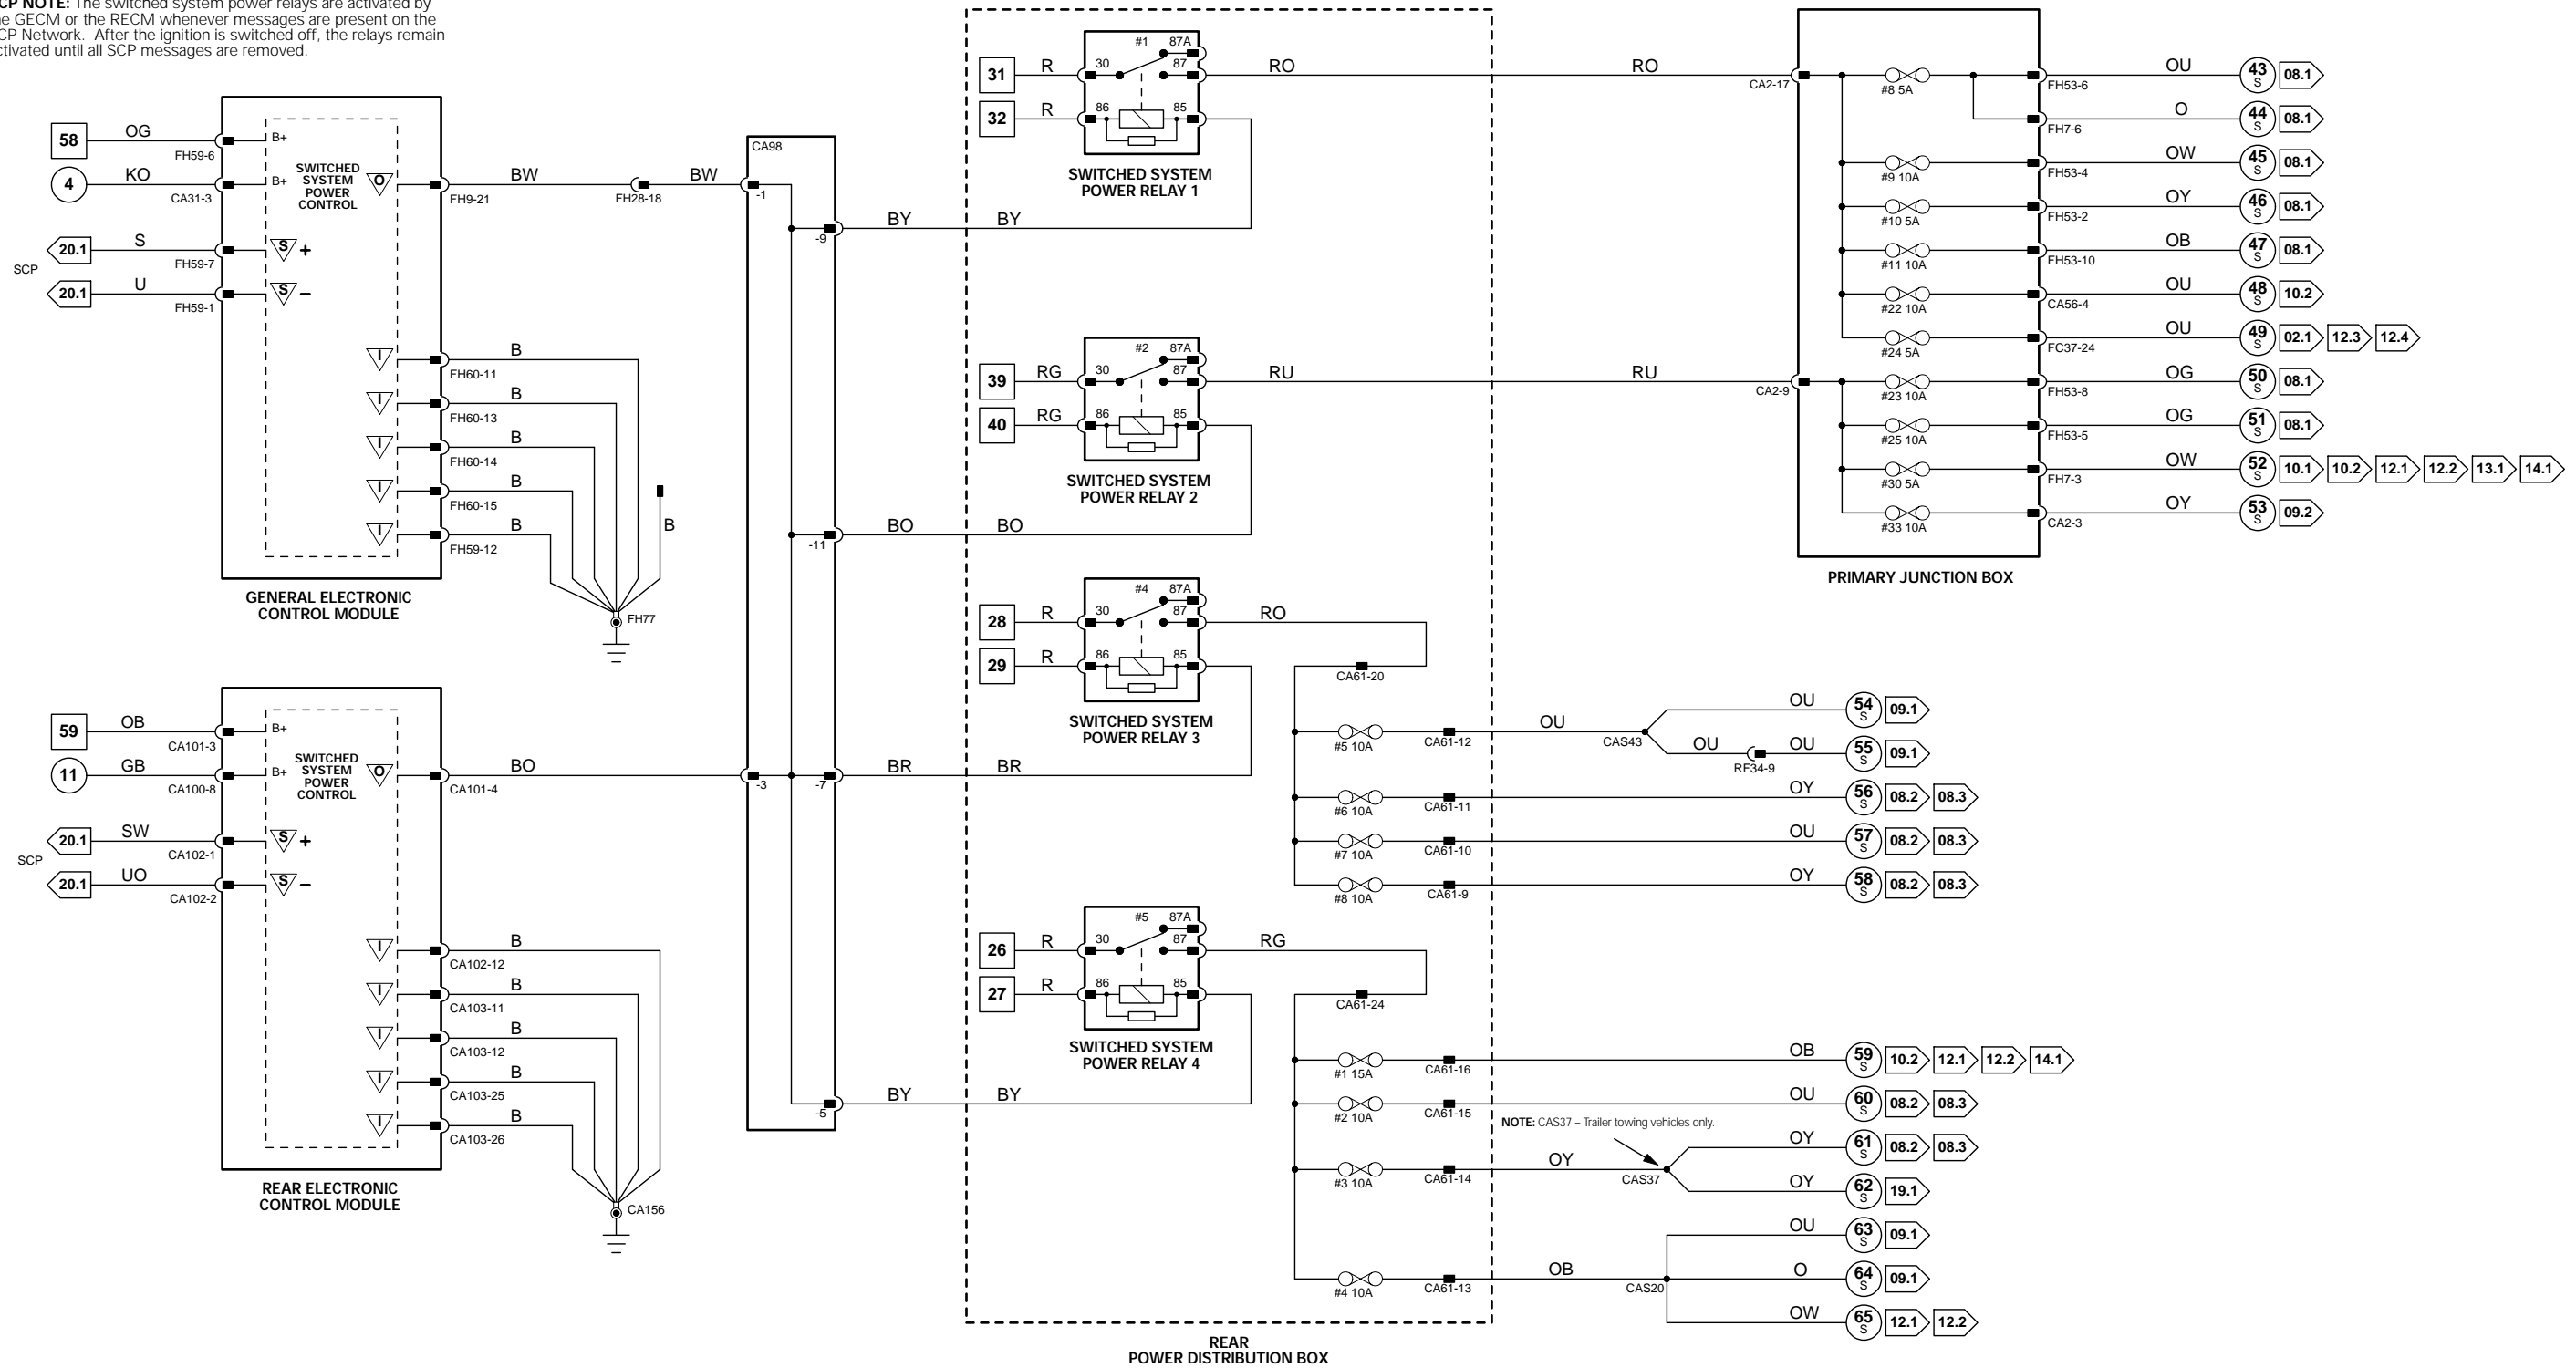 CP NOTE: The switched system power relays are activated by
he GECM or the RECM whenever messages are present on the
CP Network. After the ignition is switched off, the relays remain
ctivated until all SCP messages are removed.
58 OG FH59-6 B+
4 KO CA31-3 B+
SWITCHED
SYSTEM
POWER
CONTROL
O FH9-21 BW FH28-18 BW
SCP
20.1 S FH59-7 S +
20.1 U FH59-1 S –
I FH60-11 B
I FH60-13 B
I FH60-14 B
I FH60-15 B
I FH59-12 B
B
FH77
GENERAL ELECTRONIC
CONTROL MODULE
59 OB CA101-3 B+
11 GB CA100-8 B+
SWITCHED
SYSTEM
POWER
CONTROL
O CA101-4 BO
SCP
20.1 SW CA102-1 S +
20.1 UO CA102-2 S –
I CA102-12 B
I CA103-11 B
I CA103-12 B
I CA103-25 B
I CA103-26 B
CA156
REAR ELECTRONIC
CONTROL MODULE
CA98
-1
-9 BY BY
-11 BO BO
-3 -7 BR BR
-5 BY BY
#1 87A
31 R 30 87 RO RO CA2-17
32 R 86 85
SWITCHED SYSTEM
POWER RELAY 1
#2 87A
39 RG 30 87 RU RU CA2-9
40 RG 86 85
SWITCHED SYSTEM
POWER RELAY 2
#4 87A
28 R 30 87 RO
29 R 86 85
CA61-20
SWITCHED SYSTEM
POWER RELAY 3
#5 87A
26 R 30 87 RG
27 R 86 85
CA61-24
SWITCHED SYSTEM
POWER RELAY 4
#8 5A FH53-6 OU 43 S 08.1
FH7-6 O 44 S 08.1
#9 10A FH53-4 OW 45 S 08.1
#10 5A FH53-2 OY 46 S 08.1
#11 10A FH53-10 OB 47 S 08.1
#22 10A CA56-4 OU 48 S 10.2
#24 5A FC37-24 OU 49 S 02.1 12.3 12.4
#23 10A FH53-8 OG 50 S 08.1
#25 10A FH53-5 OG 51 S 08.1
#30 5A FH7-3 OW 52 S 10.1 10.2 12.1 12.2 13.1 14.1
#33 10A CA2-3 OY 53 S 09.2
PRIMARY JUNCTION BOX
OU 54 S 09.1
#5 10A CA61-12 OU CAS43
OU RF34-9 OU 55 S 09.1
#6 10A CA61-11 OY 56 S 08.2 08.3
#7 10A CA61-10 OU 57 S 08.2 08.3
#8 10A CA61-9 OY 58 S 08.2 08.3
#1 15A CA61-16 OB 59 S 10.2 12.1 12.2 14.1
#2 10A CA61-15 OU 60 S 08.2 08.3
NOTE: CAS37 – Trailer towing vehicles only.
OY 61 S 08.2 08.3
#3 10A CA61-14 OY CAS37
OY 62 S 19.1
OU 63 S 09.1
#4 10A CA61-13 OB CAS20 O 64 S 09.1
OW 65 S 12.1 12.2
REAR
POWER DISTRIBUTION BOX